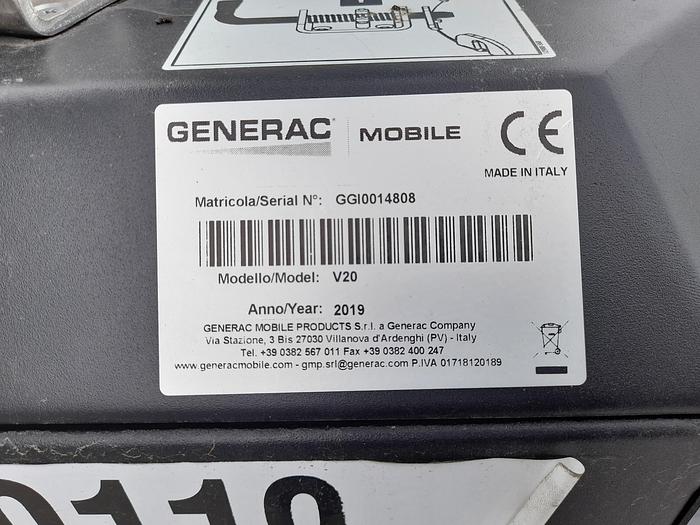 GENERAC® MOBILE CE
MADE IN ITALY
Matricola/Serial N°: GGI0014808
Modello/Model: V20
Anno/Year: 2019
GENERAC MOBILE PRODUCTS S.r.l. a Generac Company
Via Stazione, 3 Bis 27030 Villanova d'Ardenghi (PV) - Italy
Tel. +39 0382 567 011 Fax +39 0382 400 247
www.generacmobile.com - gmp.srl@generac.com P.IVA 01718120189
0119